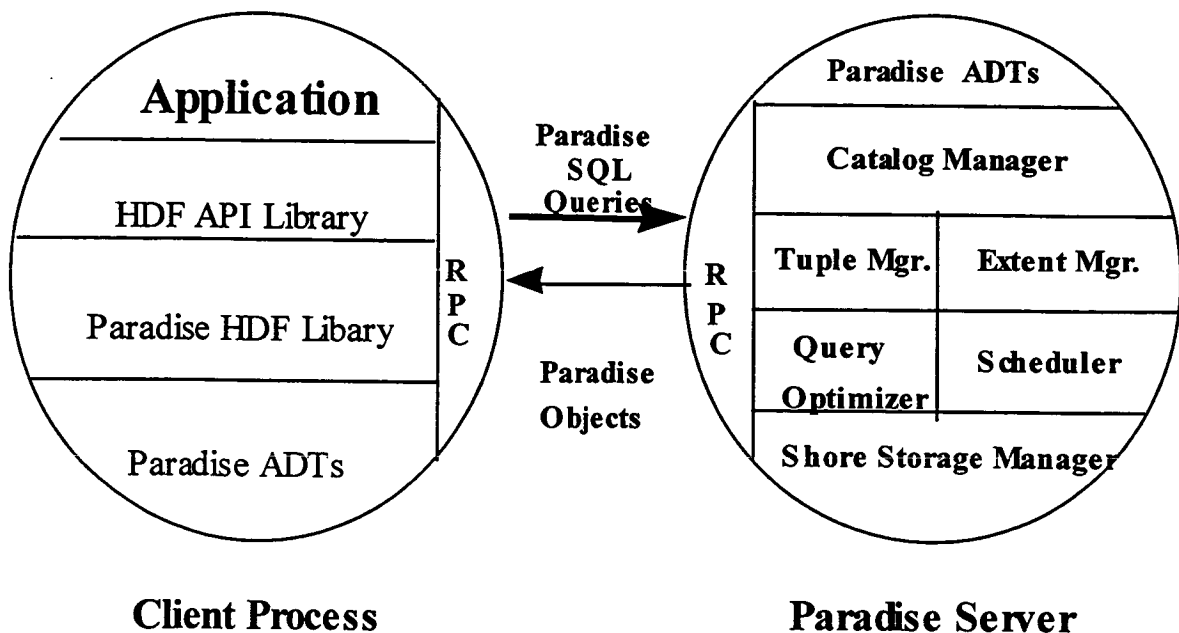 Application
HDF API Library
Paradise HDF Libary
Paradise ADTs
R
P
C
Client Process
Paradise
SQL
Queries
Paradise
Objects
R
P
C
Paradise ADTs
Catalog Manager
Tuple Mgr.
Extent Mgr.
Query
Optimizer
Scheduler
Shore Storage Manager
Paradise Server